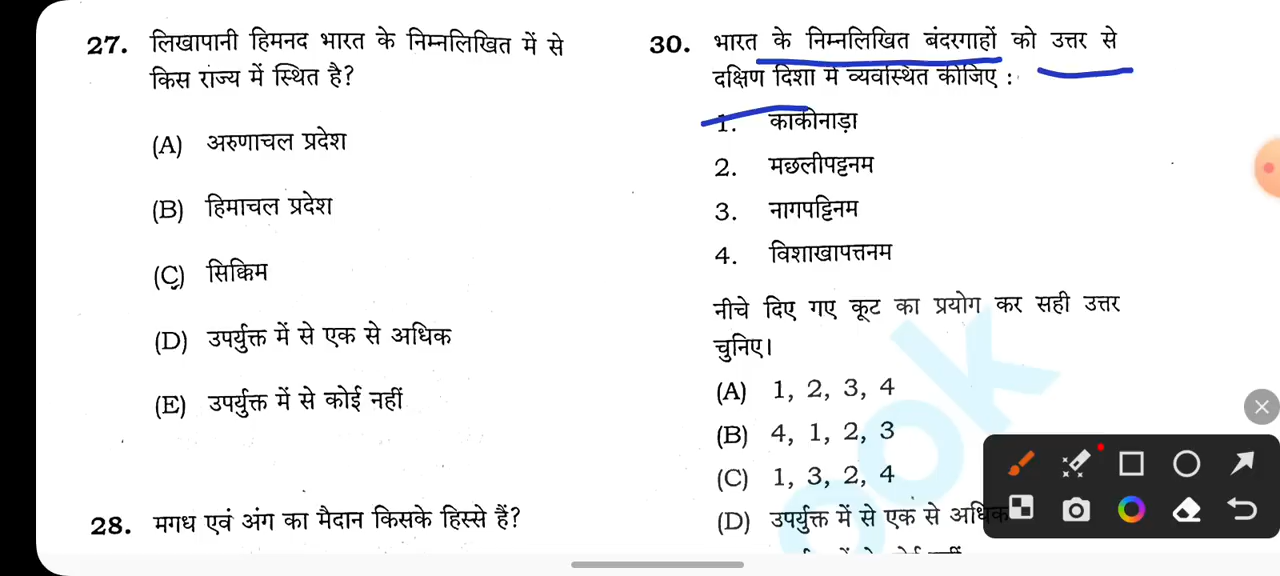 27. लिखापानी हिमनद भारत के निम्नलिखित में से
किस राज्य में स्थित है?
(A) अरुणाचल प्रदेश
(B) हिमाचल प्रदेश
(C) सिक्किम
(D) उपर्युक्त में से एक से अधिक
(E) उपर्युक्त में से कोई नहीं
28. मगध एवं अंग का मैदान किसके हिस्से हैं?
30. भारत के निम्नलिखित बंदरगाहों को उत्तर से
दक्षिण दिशा में व्यवस्थित कीजिए :
1. काकीनाड़ा
2. मछलीपट्टनम
3. नागपट्टिनम
4. विशाखापत्तनम
नीचे दिए गए कूट का प्रयोग कर सही उत्तर
चुनिए।
(A) 1, 2, 3, 4
(B) 4, 1, 2, 3
(C) 1, 3, 2, 4
(D) उपर्युक्त में से एक से अधिक
ook